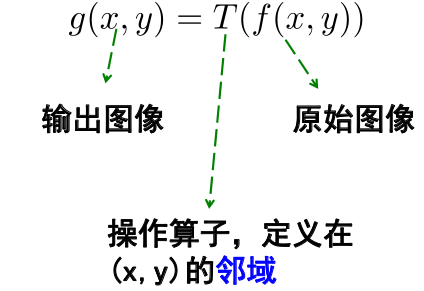 g(x, y) = T(f(x, y))
输出图像 原始图像
操作算子，定义在
(x,y)的邻域